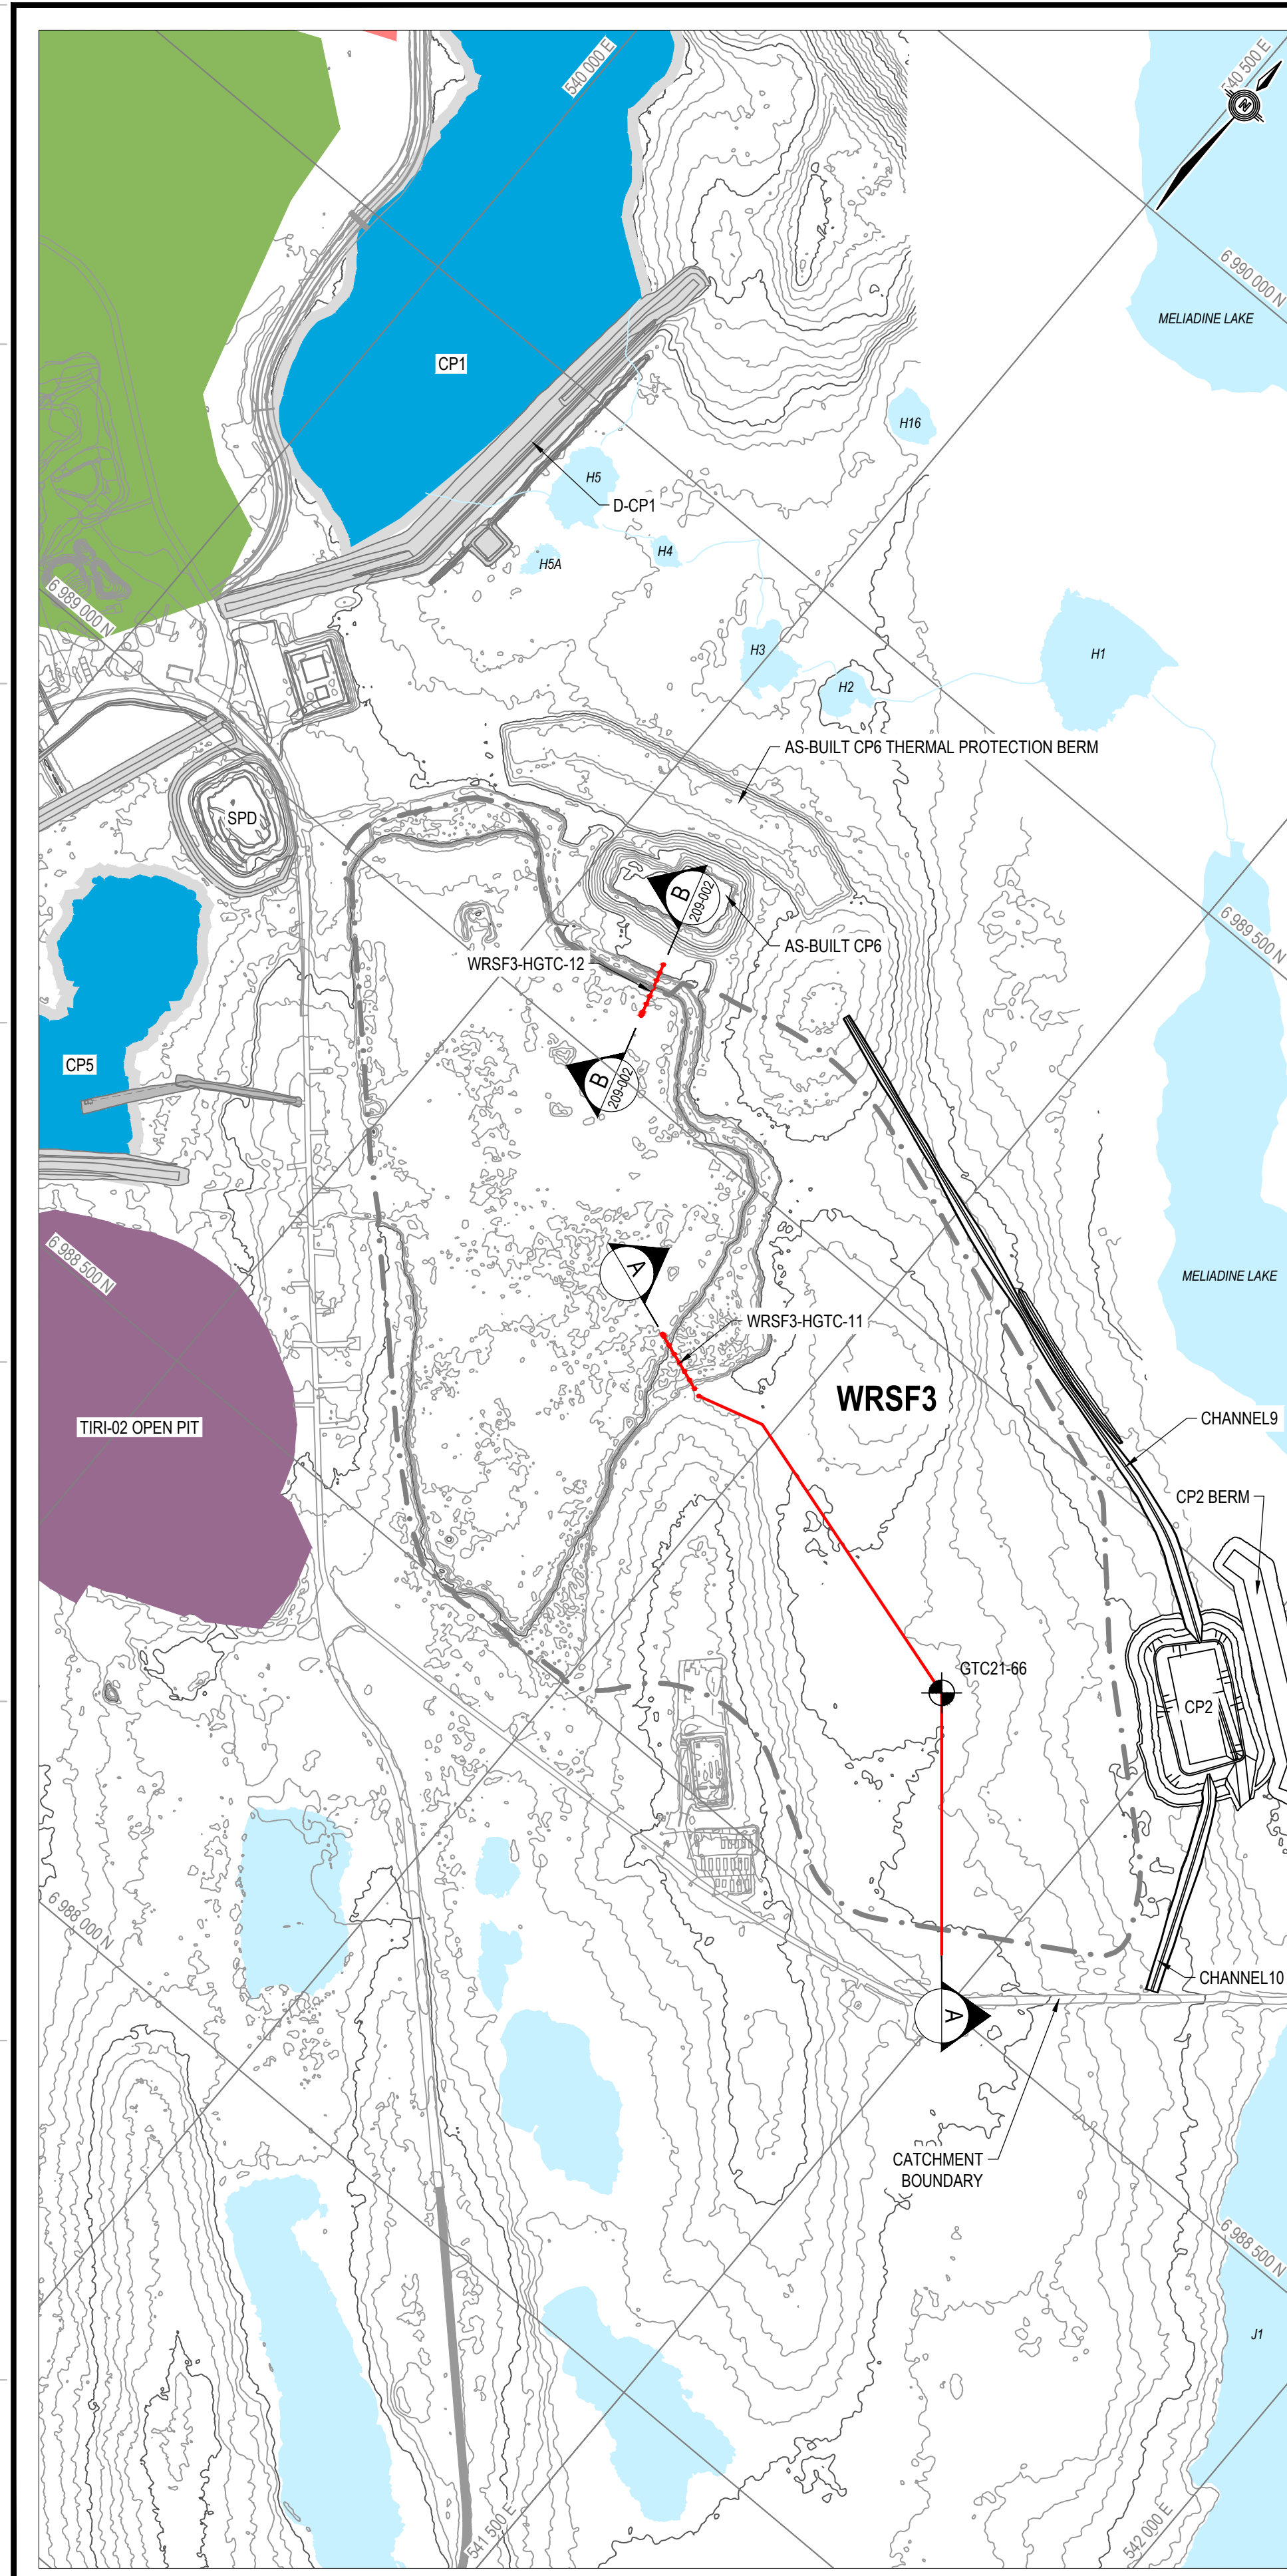 540 000 E
540 500 E
N
6 990 000 N
MELIADINE LAKE
CP1
H16
H5
D-CP1
H4
H5A
6 989 000 N
H3
H1
H2
AS-BUILT CP6 THERMAL PROTECTION BERM
SPD
B
209-002
6 989 500 N
AS-BUILT CP6
WRSF3-HGTC-12
CP5
B
209-002
6 988 500 N
A
MELIADINE LAKE
WRSF3-HGTC-11
WRSF3
CHANNEL9
TIRI-02 OPEN PIT
CP2 BERM
GTC21-66
CP2
6 988 000 N
CHANNEL10
A
CATCHMENT
BOUNDARY
6 988 500 N
J1
541 500 E
542 000 E